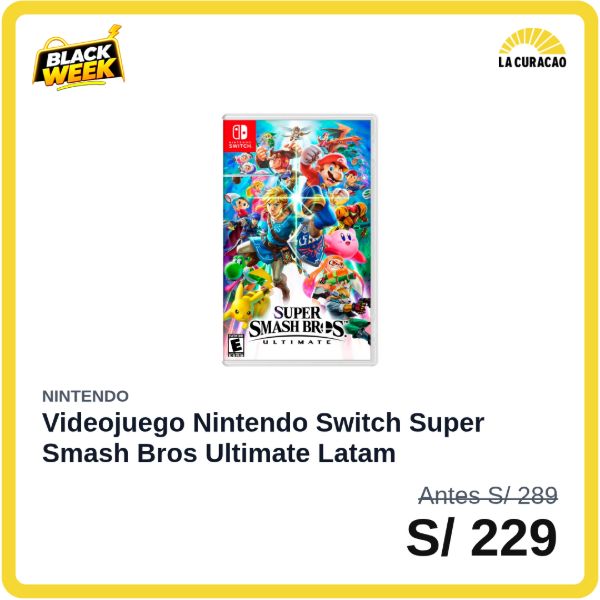 BLACK
WEEK
LA CURACAO
NINTENDO
SWITCH
SUPER
SMASH BROS.
ULTIMATE
E
NINTENDO
Videojuego Nintendo Switch Super
Smash Bros Ultimate Latam
Antes S/ 289
S/ 229